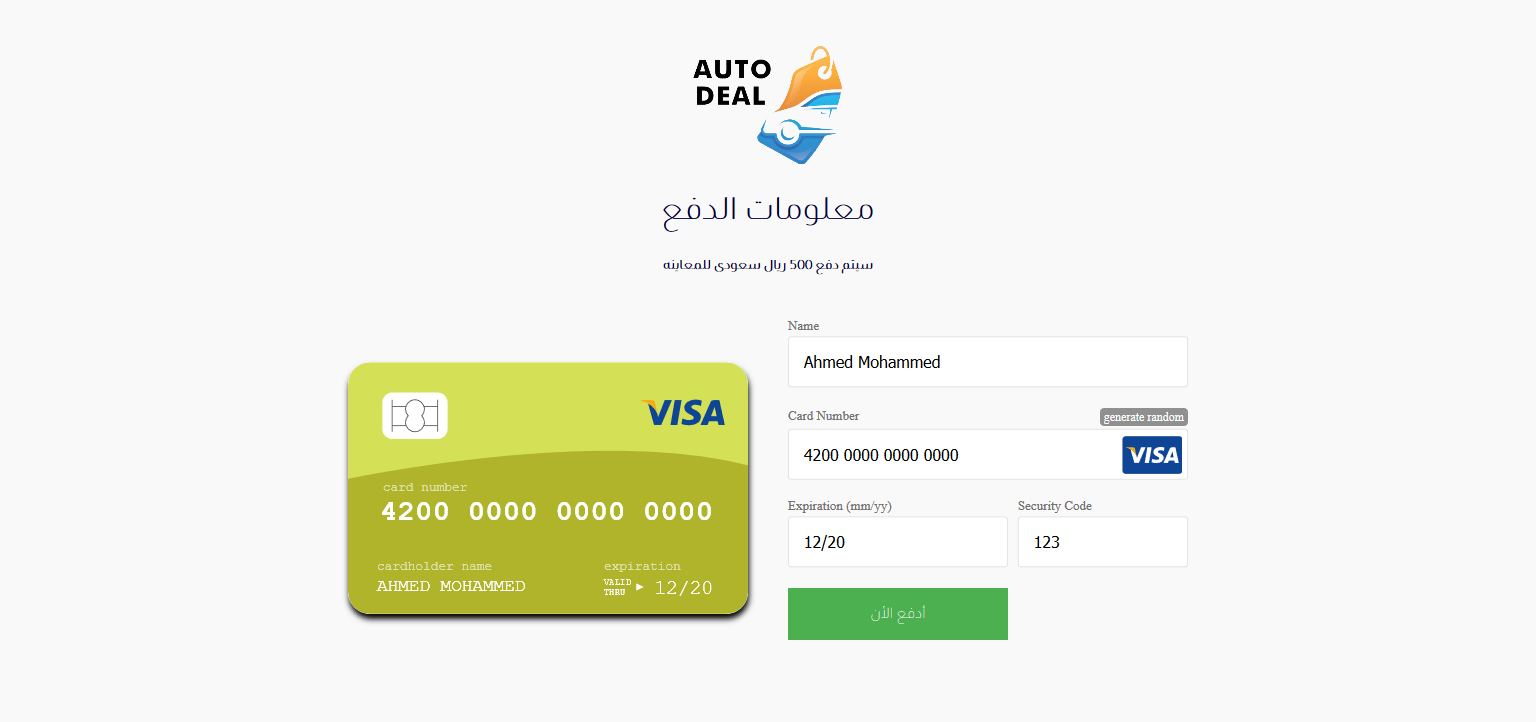 AUTO
DEAL
معلومات الدفع
سيتم دفع 500 ريال سعودى للمعاينه
VISA
card number
4200 0000 0000 0000
cardholder name
AHMED MOHAMMED
expiration
VALID
THRU
12/20
Name
Ahmed Mohammed
Card Number
generate random
4200 0000 0000 0000
VISA
Expiration (mm/yy)
Security Code
12/20
123
أدفع الأن